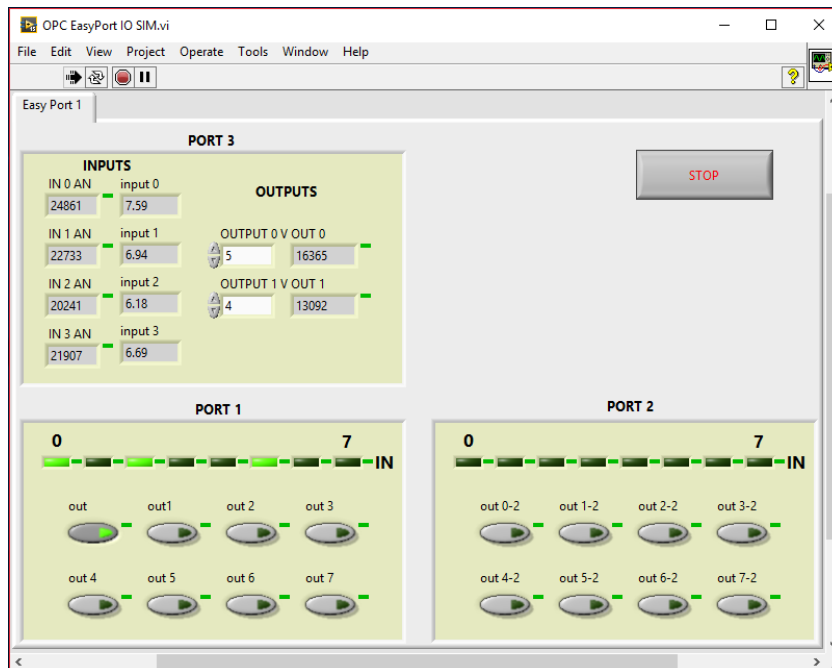 OPC EasyPort IO SIM.vi
File Edit View Project Operate Tools Window Help
Easy Port 1
PORT 3
INPUTS
IN 0 AN input 0
24861 7.59
IN 1 AN input 1
22733 6.94
IN 2 AN input 2
20241 6.18
IN 3 AN input 3
21907 6.69
OUTPUTS
OUTPUT 0 V OUT 0
5 16365
OUTPUT 1 V OUT 1
4 13092
STOP
PORT 1
0 7
IN
out out1 out 2 out 3
out 4 out 5 out 6 out 7
PORT 2
0 7
IN
out 0-2 out 1-2 out 2-2 out 3-2
out 4-2 out 5-2 out 6-2 out 7-2